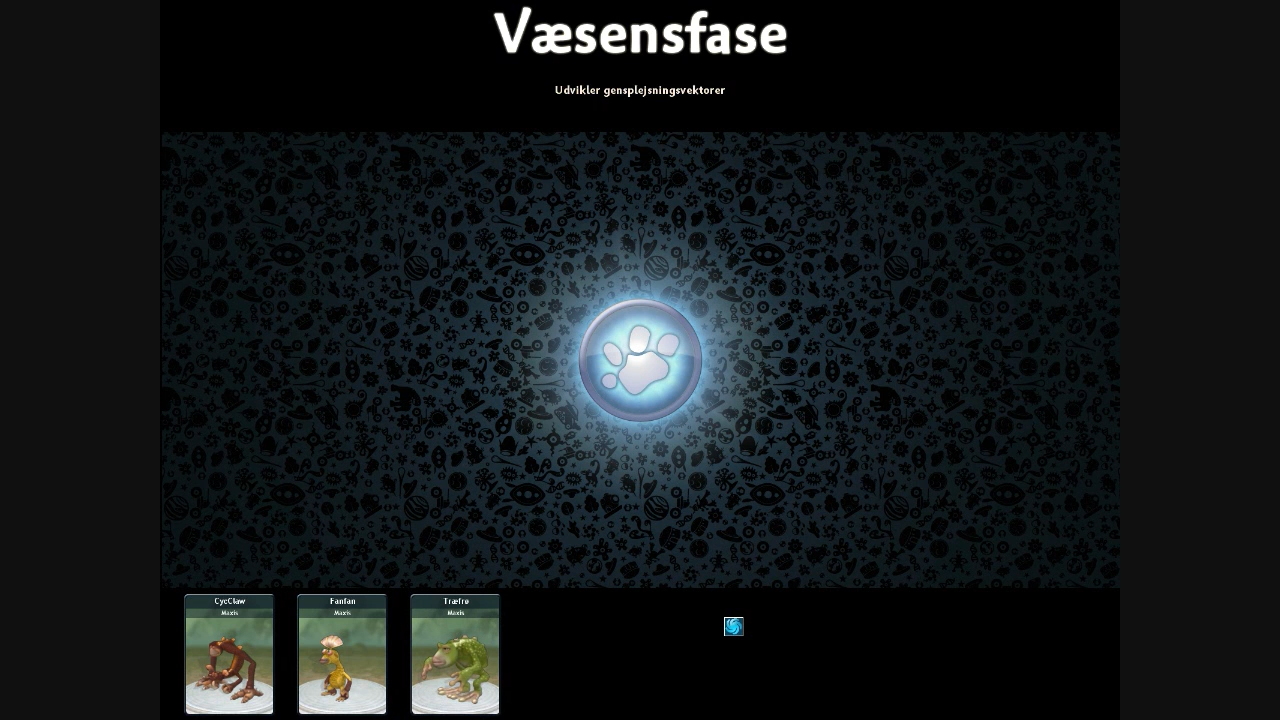 Væsensfase
Udvikler gensplejsningsvektorer
CycClaw
Maxis
Fanfan
Maxis
Træfrø
Maxis